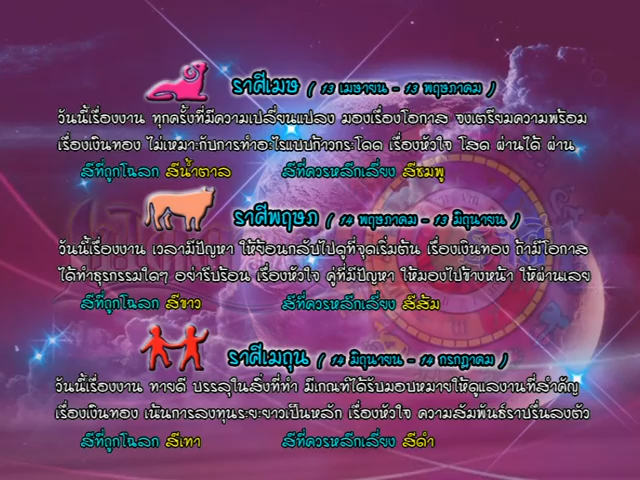 ราศีเมษ ( 13 เมษายน - 13 พฤษภาคม )
วันนี้เรื่องงาน ทุกครั้งที่มีความเปลี่ยนแปลง มองเรื่องโอกาส จงเตรียมความพร้อม
เรื่องเงินทอง ไม่เหมาะกับการทำอะไรแบบก้าวกระโดด เรื่องหัวใจ โสด ผ่านได้ ผ่าน
สีที่ถูกโฉลก สีน้ำตาล สีที่ควรหลีกเลี่ยง สีชมพู
ราศีพฤษภ ( 14 พฤษภาคม - 13 มิถุนายน )
วันนี้เรื่องงาน เวลามีปัญหา ให้ย้อนกลับไปดูที่จุดเริ่มต้น เรื่องเงินทอง ถ้ามีโอกาส
ได้ทำธุรกรรมใดๆ อย่ารีบร้อน เรื่องหัวใจ คู่ที่มีปัญหา ให้มองไปข้างหน้า ให้ผ่านเลย
สีที่ถูกโฉลก สีขาว สีที่ควรหลีกเลี่ยง สีส้ม
ราศีเมถุน ( 14 มิถุนายน - 14 กรกฎาคม )
วันนี้เรื่องงาน ทายดี บรรลุในสิ่งที่ทำ มีเกณฑ์ได้รับมอบหมายให้ดูแลงานที่สำคัญ
เรื่องเงินทอง เน้นการลงทุนระยะยาวเป็นหลัก เรื่องหัวใจ ความสัมพันธ์ราบรื่นลงตัว
สีที่ถูกโฉลก สีเทา สีที่ควรหลีกเลี่ยง สีดำ